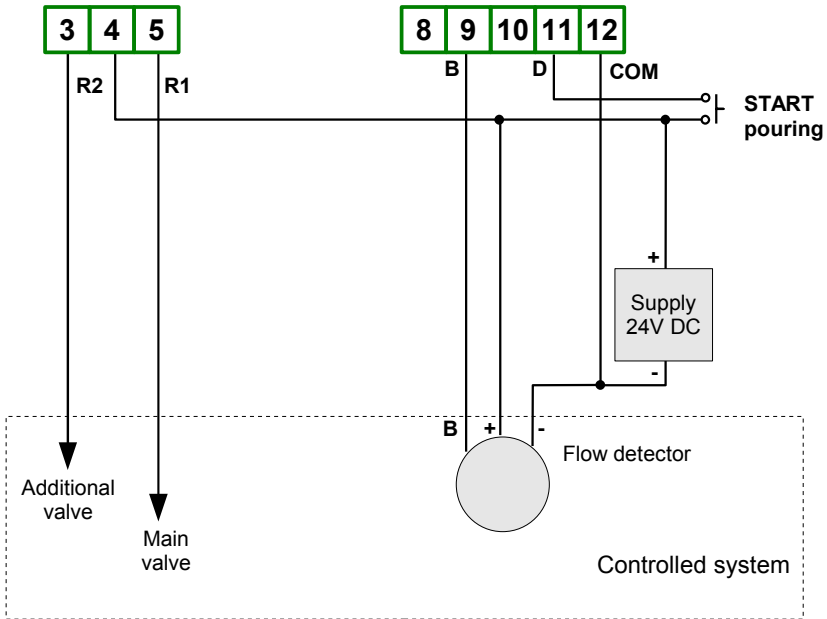 3 4 5
8 9 10 11 12
R2
R1
B
D
COM
START
pouring
+
Supply
24V DC
-
B
+
-
Flow detector
Additional
valve
Main
valve
Controlled system